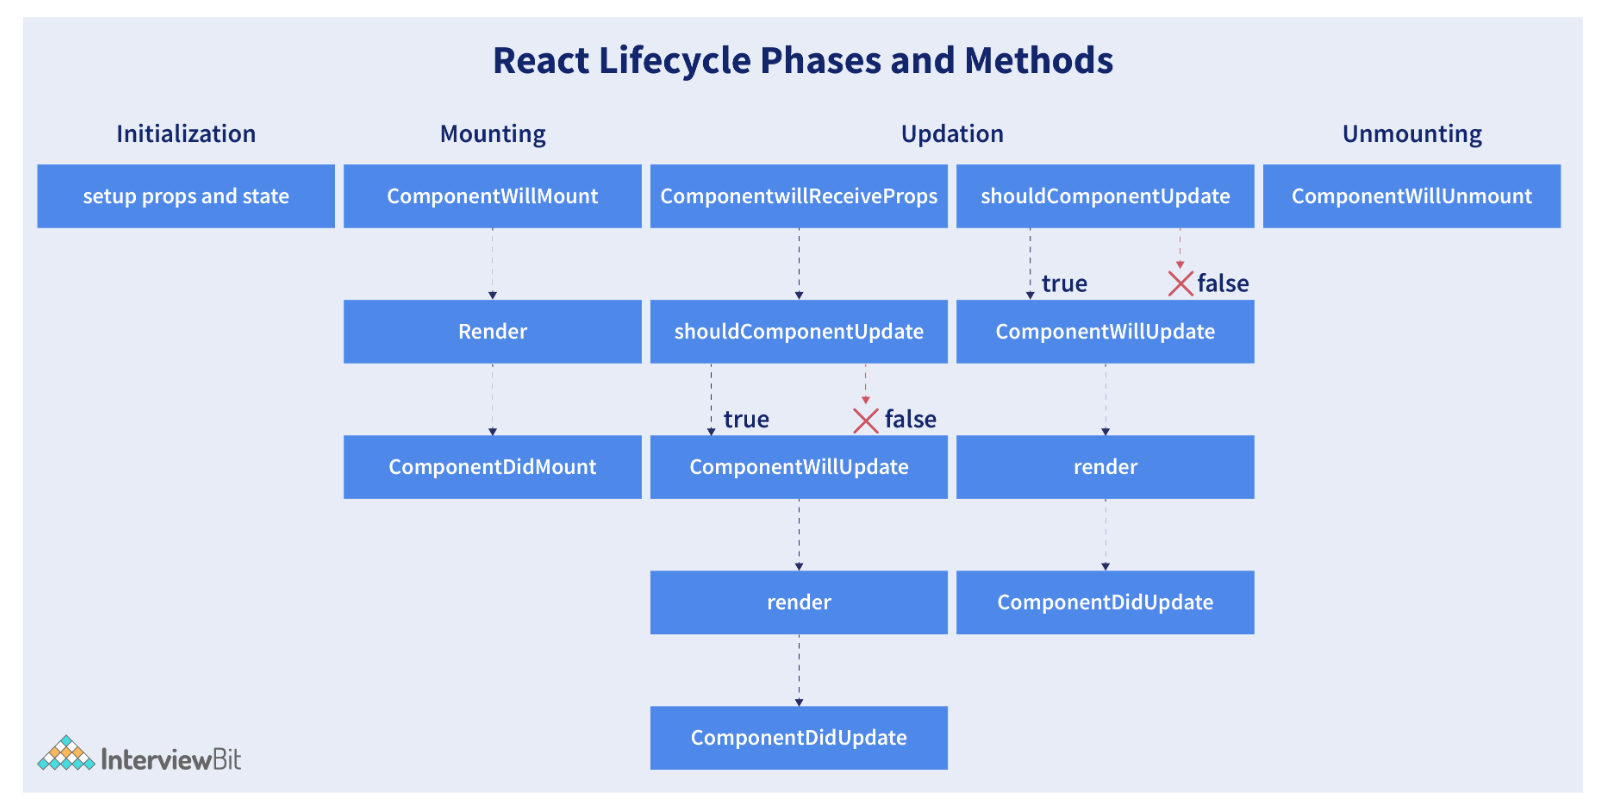 React Lifecycle Phases and Methods
Initialization
Mounting
Updation
Unmounting
setup props and state
ComponentWillMount
ComponentwillReceiveProps
shouldComponentUpdate
ComponentWillUnmount
true
false
Render
shouldComponentUpdate
ComponentWillUpdate
true
false
ComponentDidMount
ComponentWillUpdate
render
render
ComponentDidUpdate
ComponentDidUpdate
InterviewBit